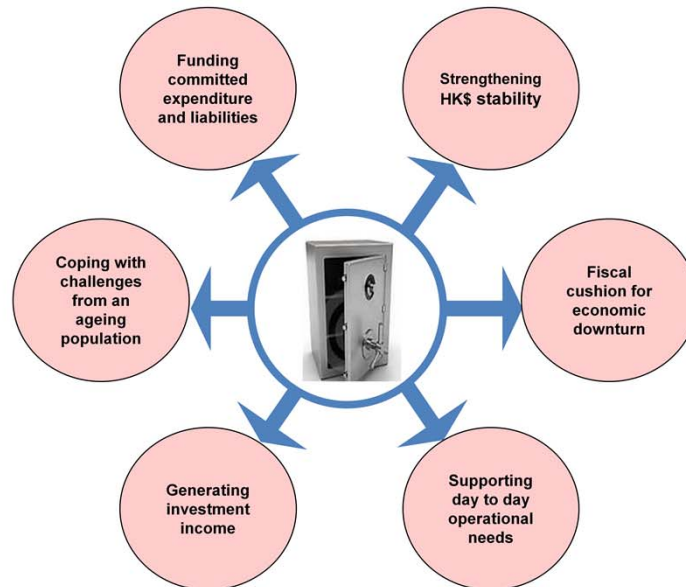 Funding
committed
expenditure
and liabilities
Strengthening
HK$ stability
Coping with
challenges
from an
ageing
population
Fiscal
cushion for
economic
downturn
Generating
investment
income
Supporting
day to day
operational
needs